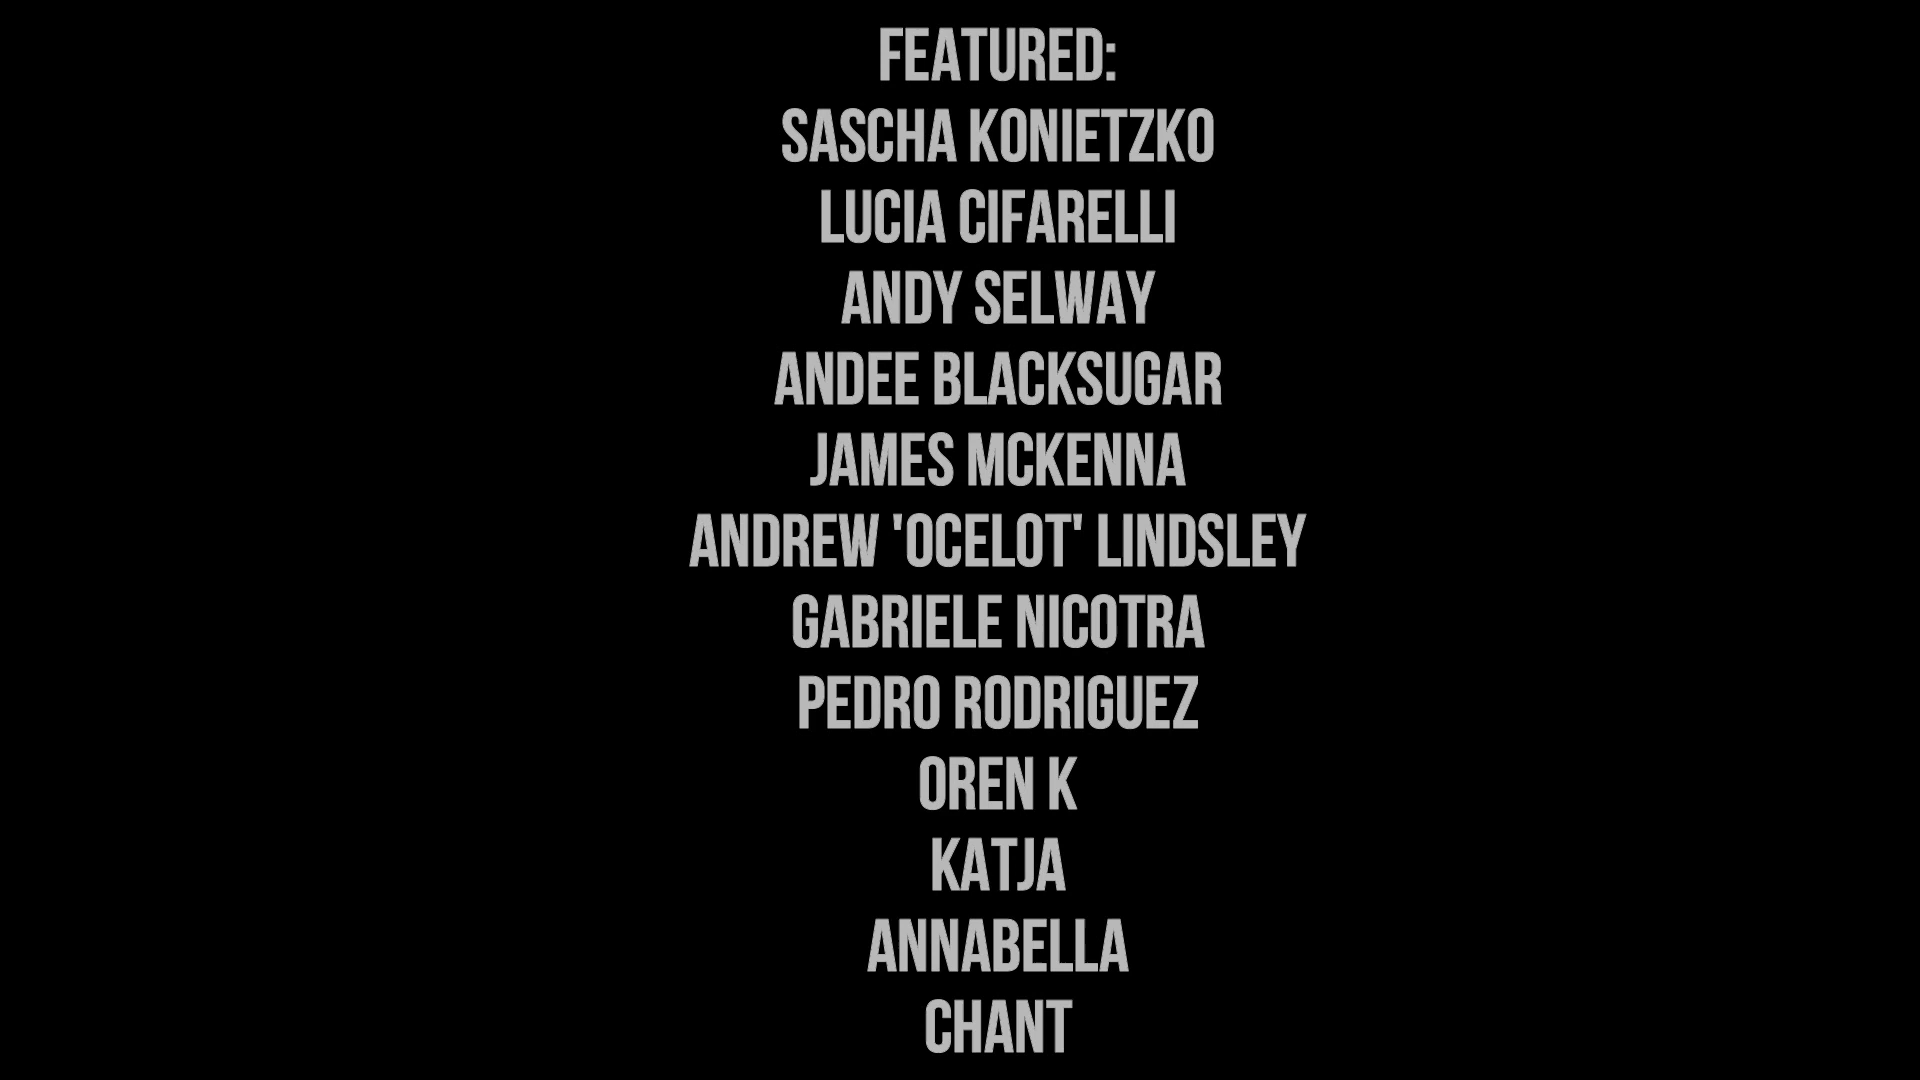 FEATURED:
SASCHA KONIETZKO
LUCIA CIFARELLI
ANDY SELWAY
ANDEE BLACKSUGAR
JAMES MCKENNA
ANDREW 'OCELOT' LINDSLEY
GABRIELE NICOTRA
PEDRO RODRIGUEZ
OREN K
KATJA
ANNABELLA
CHANT